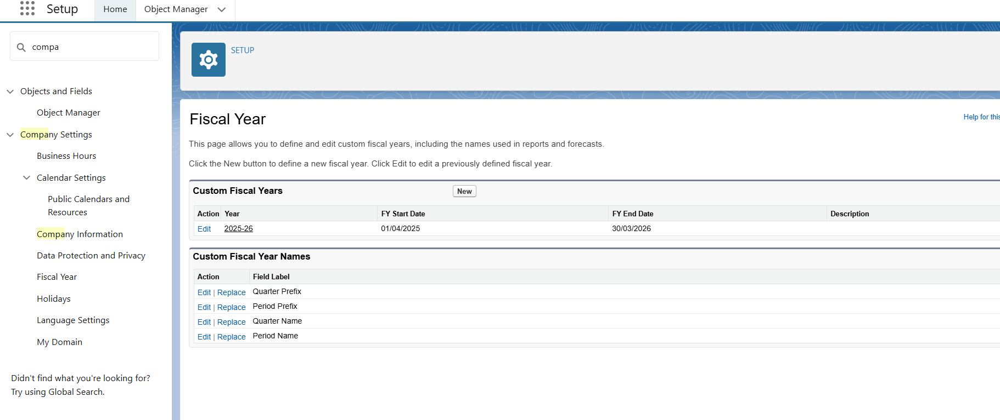 Setup
Home
Object Manager
compa
Objects and Fields
Object Manager
Company Settings
Business Hours
Calendar Settings
Public Calendars and
Resources
Company Information
Data Protection and Privacy
Fiscal Year
Holidays
Language Settings
My Domain
Didn't find what you're looking for?
Try using Global Search.
SETUP
Fiscal Year
Help for this
This page allows you to define and edit custom fiscal years, including the names used in reports and forecasts.
Click the New button to define a new fiscal year. Click Edit to edit a previously defined fiscal year.
Custom Fiscal Years New
Action Year FY Start Date FY End Date Description
Edit 2025-26 01/04/2025 30/03/2026
Custom Fiscal Year Names
Action Field Label
Edit | Replace Quarter Prefix
Edit | Replace Period Prefix
Edit | Replace Quarter Name
Edit | Replace Period Name